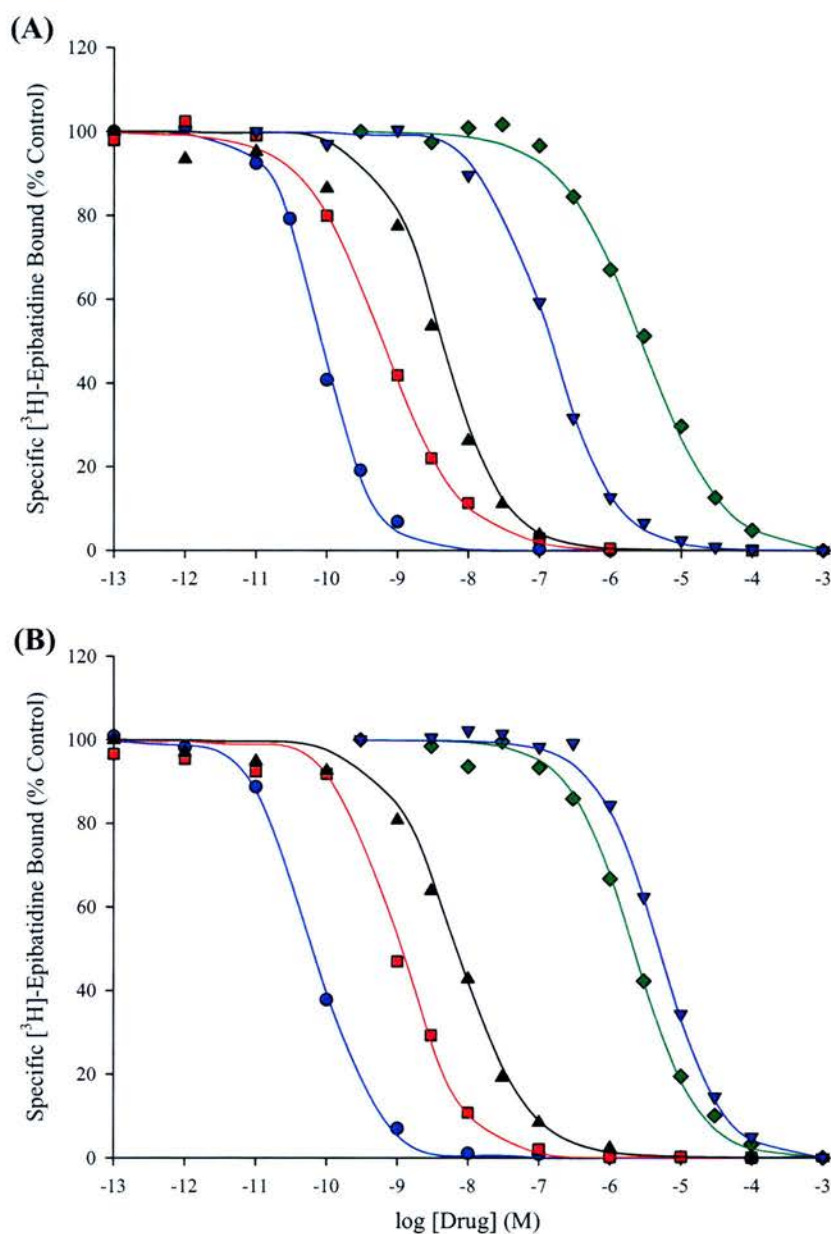 (A)
Specific [³H]-Epibatidine Bound (% Control)
120
100
80
60
40
20
0
-13 -12 -11 -10 -9 -8 -7 -6 -5 -4 -3
(B)
Specific [³H]-Epibatidine Bound (% Control)
120
100
80
60
40
20
0
-13 -12 -11 -10 -9 -8 -7 -6 -5 -4 -3
log [Drug] (M)